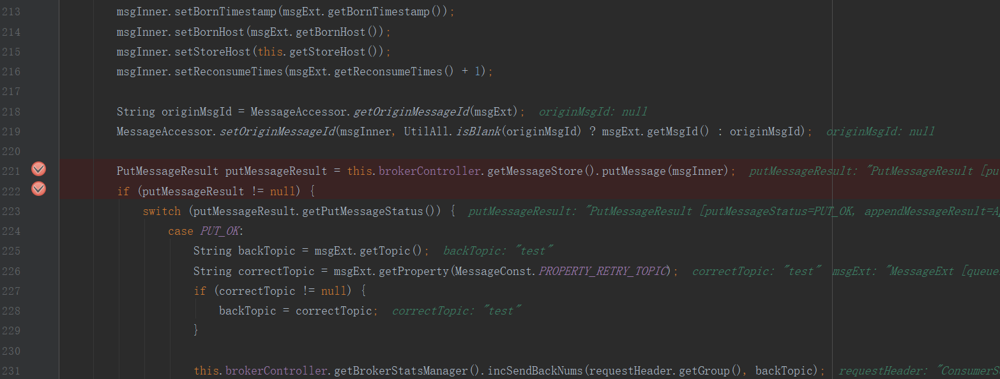 213 msgInner.setBornTimestamp(msgExt.getBornTimestamp());
214 msgInner.setBornHost(msgExt.getBornHost());
215 msgInner.setStoreHost(this.getStoreHost());
216 msgInner.setReconsumeTimes(msgExt.getReconsumeTimes() + 1);
217
218 String originMsgId = MessageAccessor.getOriginMessageId(msgExt); originMsgId: null
219 MessageAccessor.setOriginMessageId(msgInner, UtilAll.isBlank(originMsgId) ? msgExt.getMsgId() : originMsgId); originMsgId: null
220
221 PutMessageResult putMessageResult = this.brokerController.getMessageStore().putMessage(msgInner); putMessageResult: "PutMessageResult [pu
222 if (putMessageResult != null) {
223 switch (putMessageResult.getPutMessageStatus()) { putMessageResult: "PutMessageResult [putMessageStatus=PUT_OK, appendMessageResult=Ap
224 case PUT_OK:
225 String backTopic = msgExt.getTopic(); backTopic: "test"
226 String correctTopic = msgExt.getProperty(MessageConst.PROPERTY_RETRY_TOPIC); correctTopic: "test" msgExt: "MessageExt [queue
227 if (correctTopic != null) {
228 backTopic = correctTopic; correctTopic: "test"
229 }
230
231 this.brokerController.getBrokerStatsManager().incSendBackNums(requestHeader.getGroup(), backTopic); requestHeader: "ConsumerS